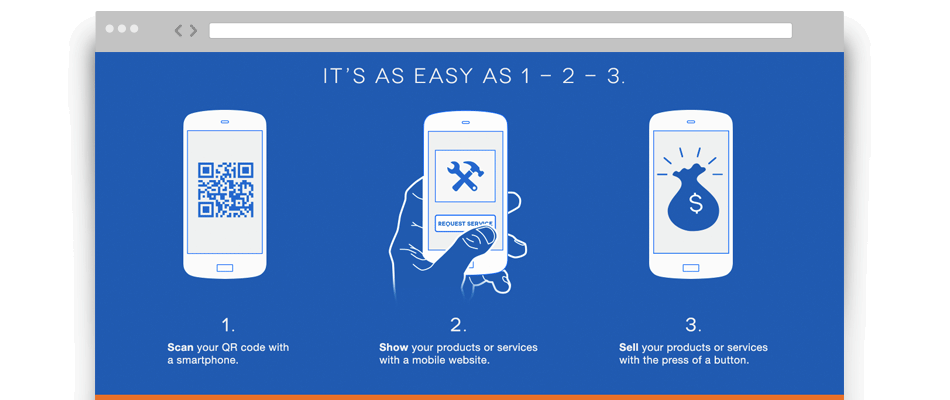 IT'S AS EASY AS 1 – 2 – 3.
REQUEST SERVICE
$
1.
Scan your QR code with
a smartphone.
2.
Show your products or services
with a mobile website.
3.
Sell your products or services
with the press of a button.